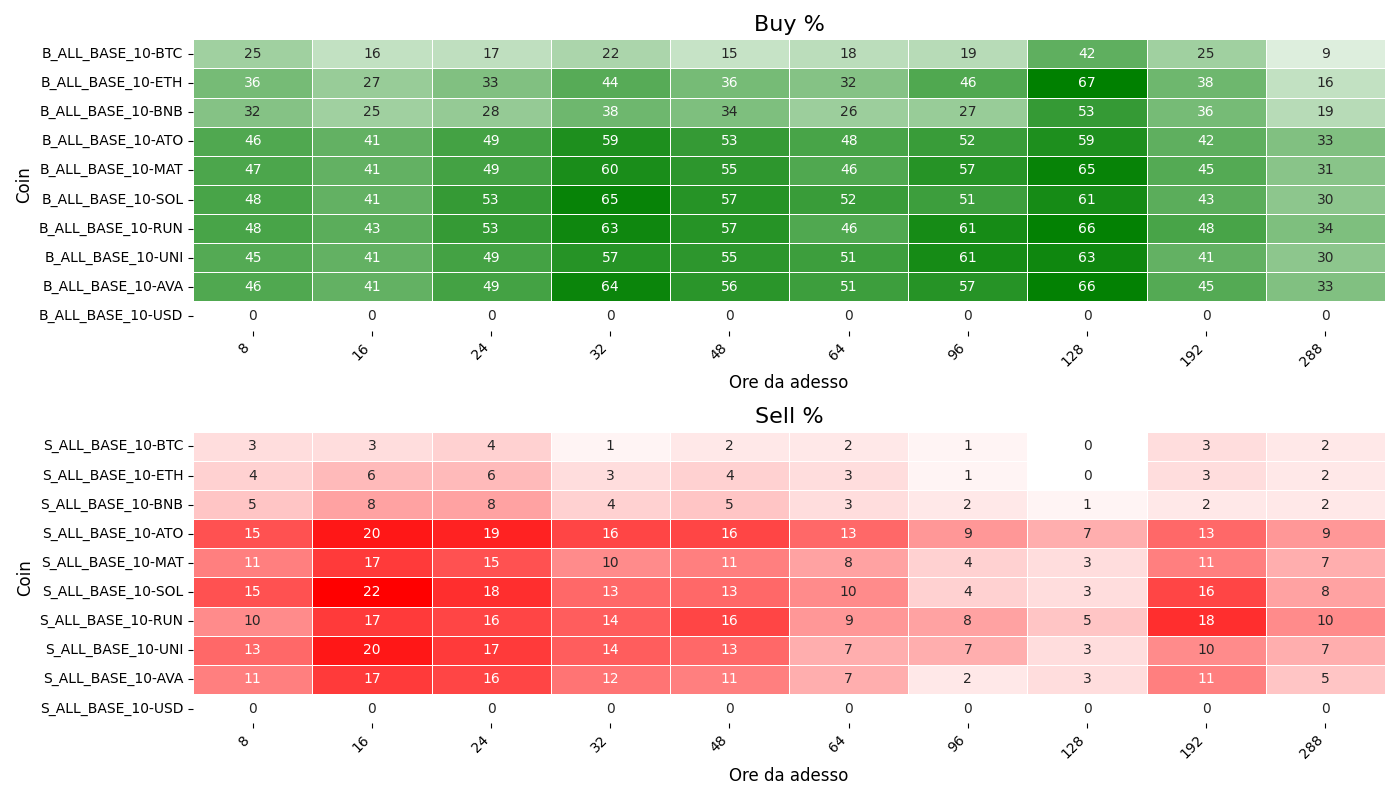 Buy %
B_ALL_BASE_10-BTC 25 16 17 22 15 18 19 42 25 9
B_ALL_BASE_10-ETH 36 27 33 44 36 32 46 67 38 16
B_ALL_BASE_10-BNB 32 25 28 38 34 26 27 53 36 19
B_ALL_BASE_10-ATO 46 41 49 59 53 48 52 59 42 33
B_ALL_BASE_10-MAT 47 41 49 60 55 46 57 65 45 31
B_ALL_BASE_10-SOL 48 41 53 65 57 52 51 61 43 30
B_ALL_BASE_10-RUN 48 43 53 63 57 46 61 66 48 34
B_ALL_BASE_10-UNI 45 41 49 57 55 51 61 63 41 30
B_ALL_BASE_10-AVA 46 41 49 64 56 51 57 66 45 33
B_ALL_BASE_10-USD 0 0 0 0 0 0 0 0 0 0
Coin
8 16 24 32 48 64 96 128 192 288
Ore da adesso
Sell %
S_ALL_BASE_10-BTC 3 3 4 1 2 2 1 0 3 2
S_ALL_BASE_10-ETH 4 6 6 3 4 3 1 0 3 2
S_ALL_BASE_10-BNB 5 8 8 4 5 3 2 1 2 2
S_ALL_BASE_10-ATO 15 20 19 16 16 13 9 7 13 9
S_ALL_BASE_10-MAT 11 17 15 10 11 8 4 3 11 7
S_ALL_BASE_10-SOL 15 22 18 13 13 10 4 3 16 8
S_ALL_BASE_10-RUN 10 17 16 14 16 9 8 5 18 10
S_ALL_BASE_10-UNI 13 20 17 14 13 7 7 3 10 7
S_ALL_BASE_10-AVA 11 17 16 12 11 7 2 3 11 5
S_ALL_BASE_10-USD 0 0 0 0 0 0 0 0 0 0
Coin
8 16 24 32 48 64 96 128 192 288
Ore da adesso